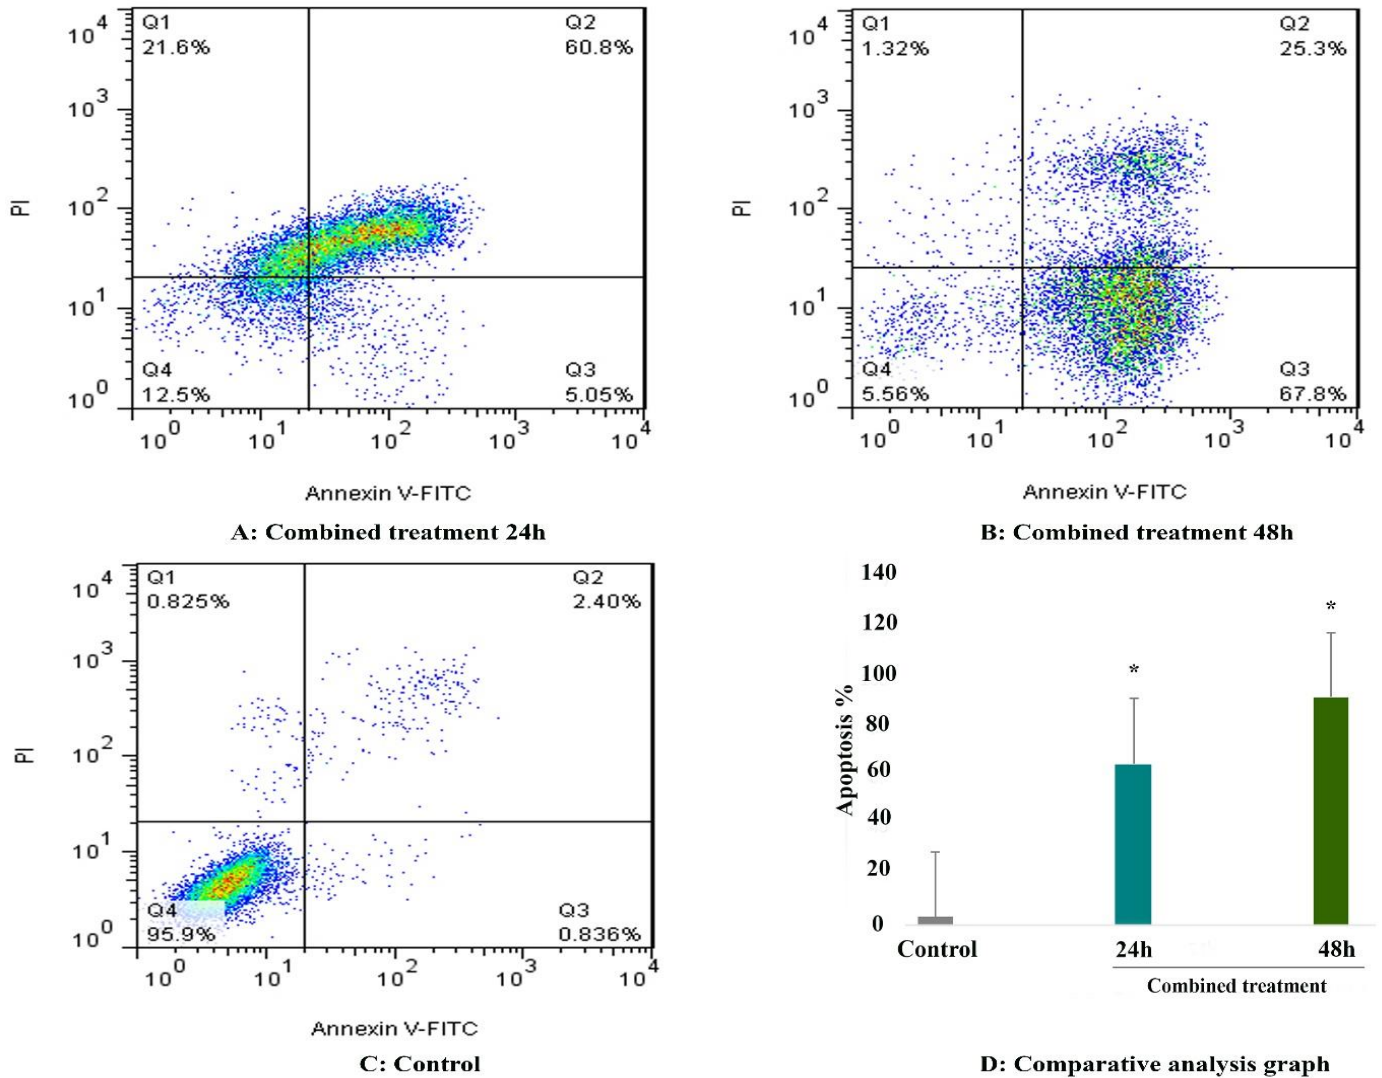 Q1
21.6%
Q2
60.8%
10^4
10^3
10^2
10^1
10^0
PI
Q4
12.5%
Q3
5.05%
10^0 10^1 10^2 10^3 10^4
Annexin V-FITC
A: Combined treatment 24h
Q1
1.32%
Q2
25.3%
10^4
10^3
10^2
10^1
10^0
PI
Q4
5.56%
Q3
67.8%
10^0 10^1 10^2 10^3 10^4
Annexin V-FITC
B: Combined treatment 48h
Q1
0.825%
Q2
2.40%
10^4
10^3
10^2
10^1
10^0
PI
Q4
95.9%
Q3
0.836%
10^0 10^1 10^2 10^3 10^4
Annexin V-FITC
C: Control
140
120
100
80
60
40
20
0
Apoptosis %
*
*
Control 24h 48h
Combined treatment
D: Comparative analysis graph